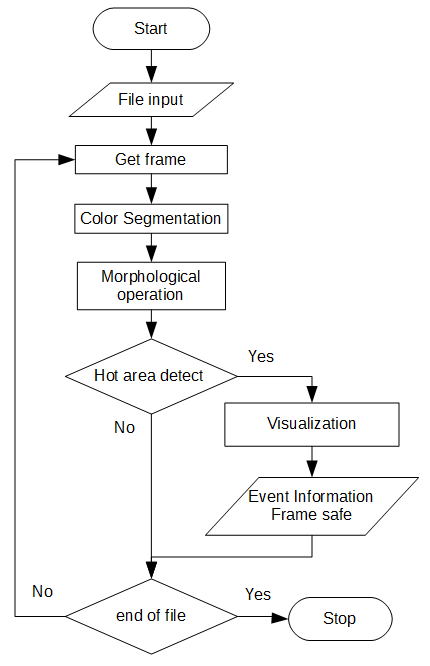 Start
File input
Get frame
Color Segmentation
Morphological
operation
Hot area detect
Yes
No
Visualization
Event Information
Frame safe
No
end of file
Yes
Stop